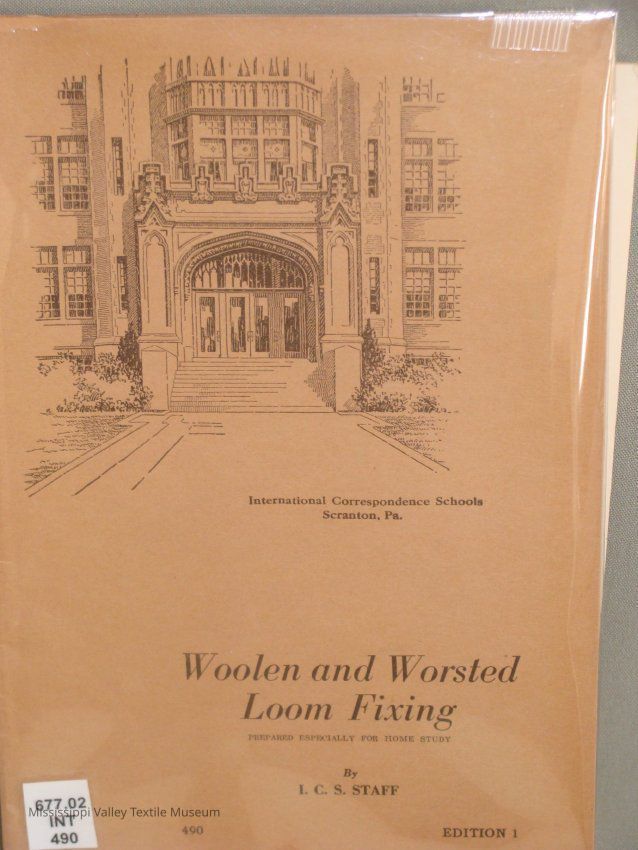 International Correspondence Schools
Scranton, Pa.
Woolen and Worsted
Loom Fixing
PREPARED ESPECIALLY FOR HOME STUDY
By
I. C. S. STAFF
677.02
INT
490
Mississippi Valley Textile Museum
490
EDITION 1